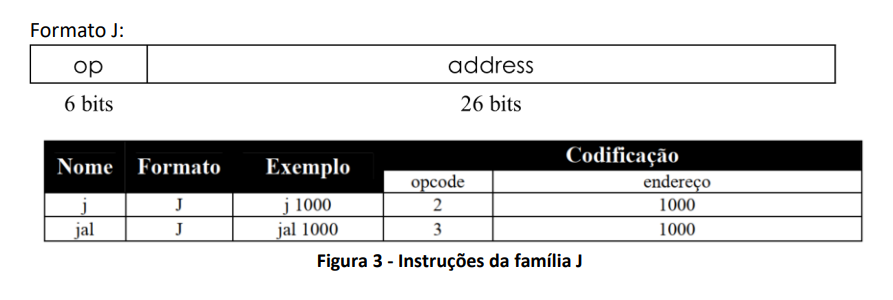 Formato J:
op address
6 bits 26 bits
Nome Formato Exemplo Codificação
opcode endereço
j J j 1000 2 1000
jal J jal 1000 3 1000
Figura 3 - Instruções da família J